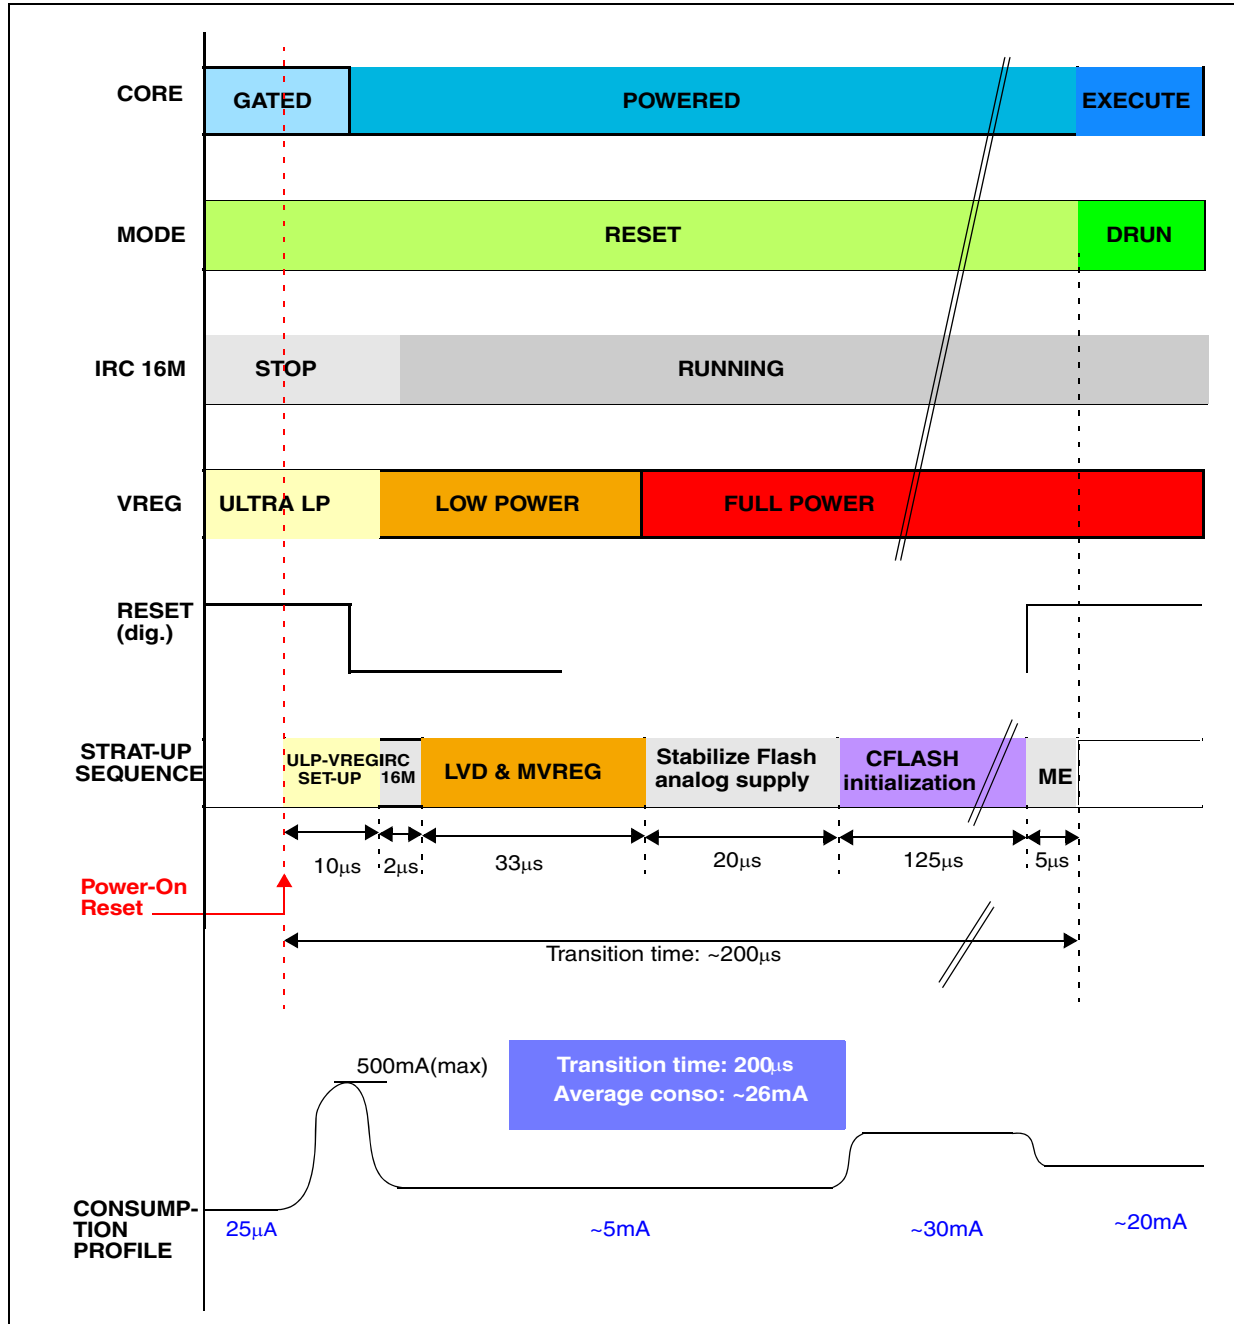 CORE
GATED
POWERED
EXECUTE
MODE
RESET
DRUN
IRC 16M
STOP
RUNNING
VREG
ULTRA LP
LOW POWER
FULL POWER
RESET
(dig.)
STRAT-UP
SEQUENCE
ULP-VREG
SET-UP
IRC
16M
LVD & MVREG
Stabilize Flash
analog supply
CFLASH
initialization
ME
10µs
2µs
33µs
20µs
125µs
5µs
Power-On
Reset
Transition time: ~200µs
500mA(max)
Transition time: 200µs
Average conso: ~26mA
CONSUMP-
TION
PROFILE
25µA
~5mA
~30mA
~20mA